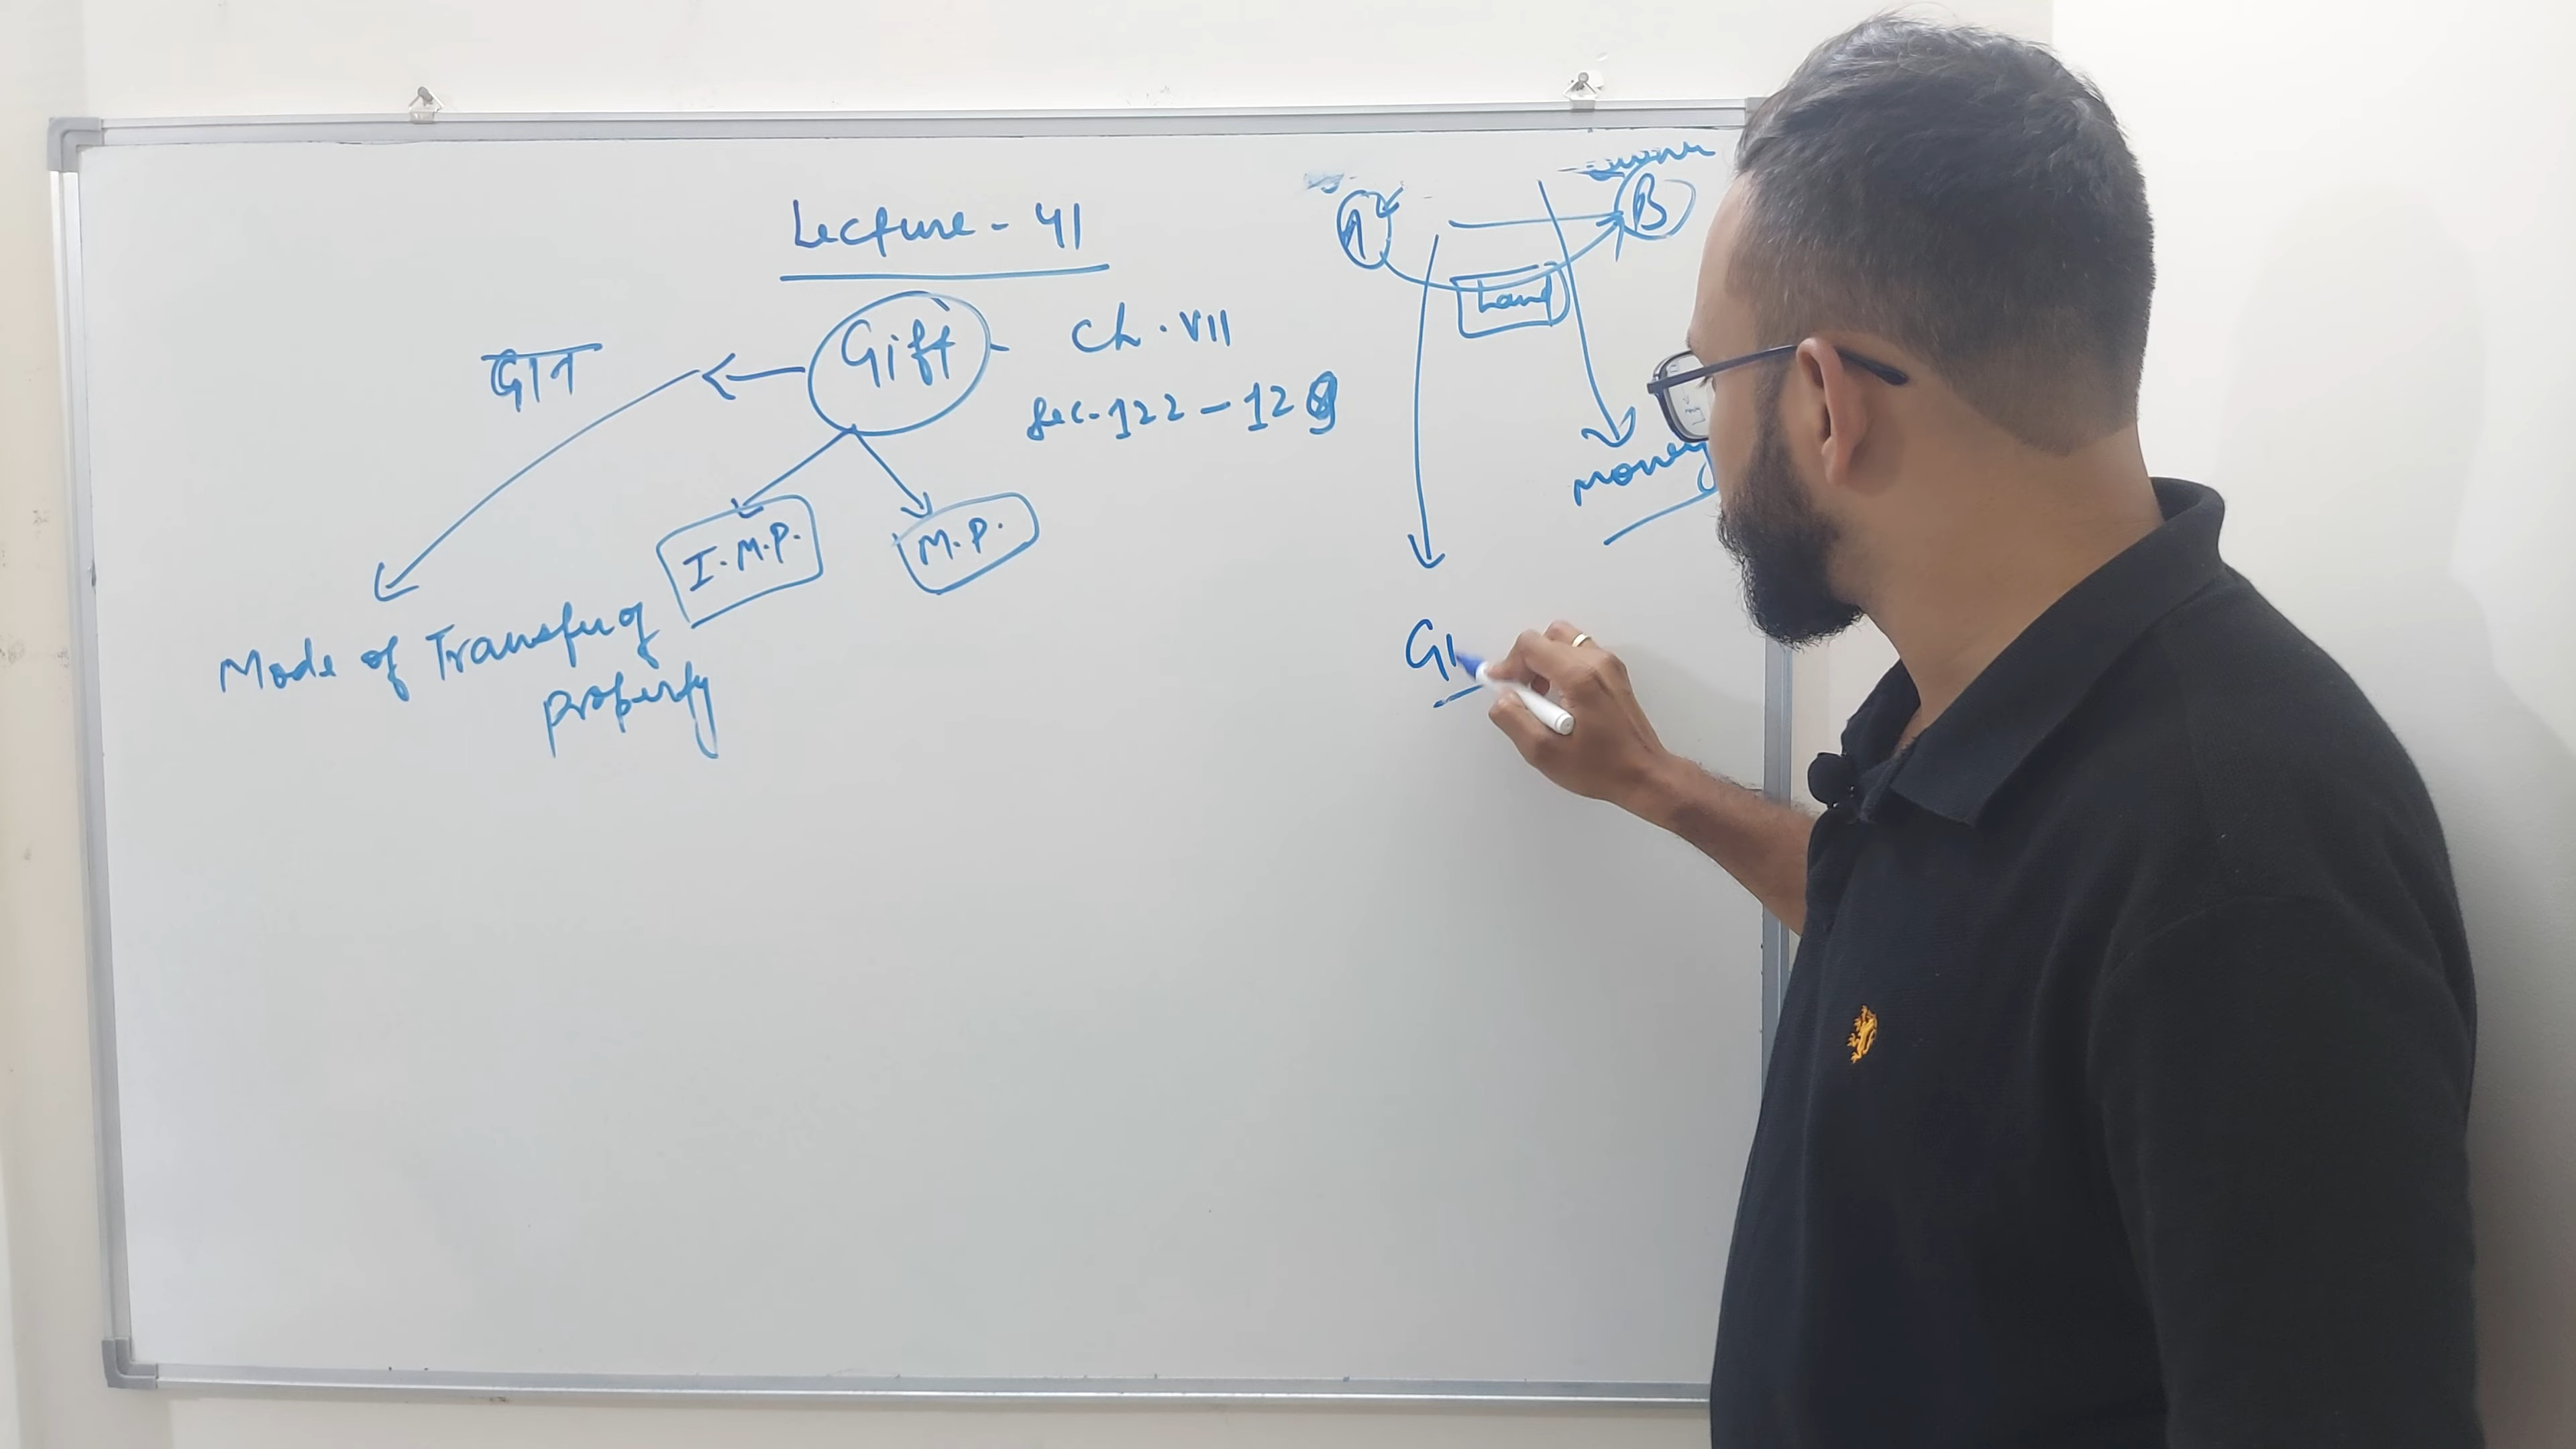 Lecture - 41
Gift
Ch. VII
Sec. 122 - 129
दान
I.M.P.
M.P.
Mode of Transfer of
property
A
B
Land
money
GI